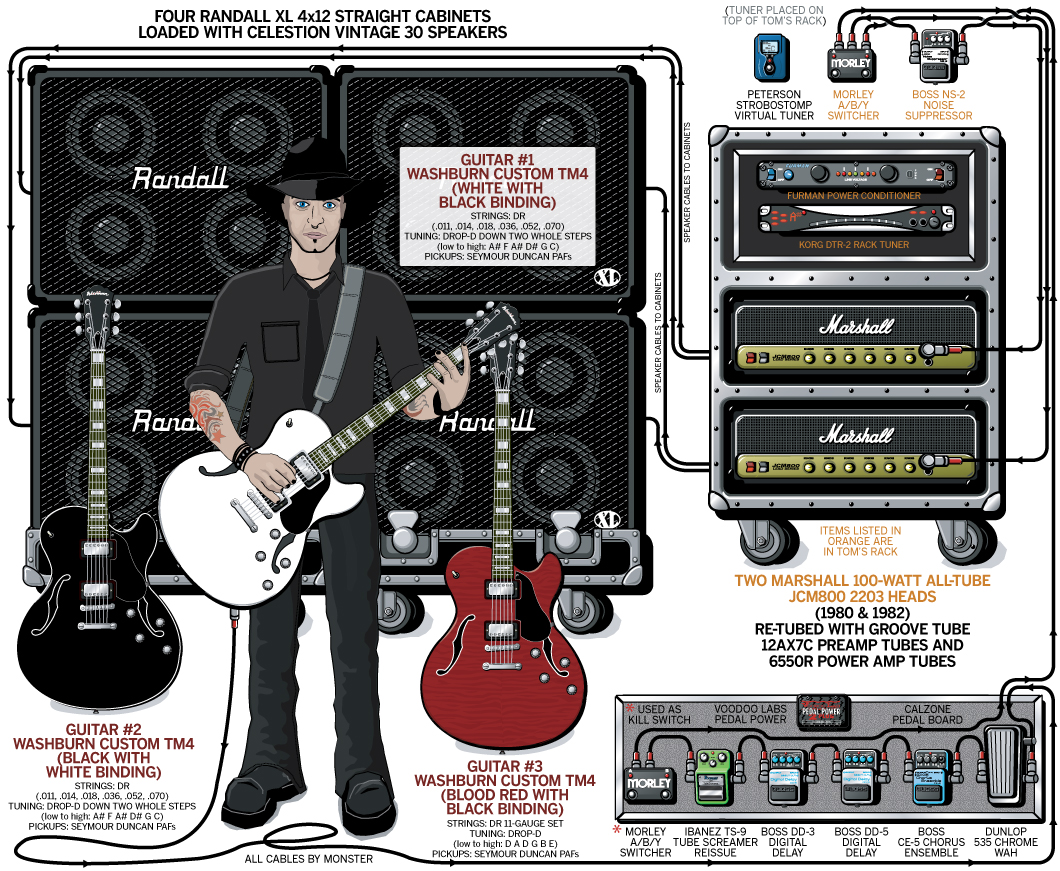 FOUR RANDALL XL 4x12 STRAIGHT CABINETS
LOADED WITH CELESTION VINTAGE 30 SPEAKERS
(TUNER PLACED ON
TOP OF TOM'S RACK)
MORLEY
PETERSON
STROBOSTOMP
VIRTUAL TUNER
MORLEY
A/B/Y
SWITCHER
BOSS NS-2
NOISE
SUPPRESSOR
Randall
GUITAR #1
WASHBURN CUSTOM TM4
(WHITE WITH
BLACK BINDING)
STRINGS: DR
(.011, .014, .018, .036, .052, .070)
TUNING: DROP-D DOWN TWO WHOLE STEPS
(low to high: A# F A# D# G C)
PICKUPS: SEYMOUR DUNCAN PAFs
XL
SPEAKER CABLES TO CABINETS
SPEAKER CABLES TO CABINETS
FURMAN
FURMAN POWER CONDITIONER
KORG DTR-2 RACK TUNER
Marshall
JCM800
Marshall
JCM800
Randall
Randall
XL
ITEMS LISTED IN
ORANGE ARE
IN TOM'S RACK
TWO MARSHALL 100-WATT ALL-TUBE
JCM800 2203 HEADS
(1980 & 1982)
RE-TUBED WITH GROOVE TUBE
12AX7C PREAMP TUBES AND
6550R POWER AMP TUBES
GUITAR #2
WASHBURN CUSTOM TM4
(BLACK WITH
WHITE BINDING)
STRINGS: DR
(.011, .014, .018, .036, .052, .070)
TUNING: DROP-D DOWN TWO WHOLE STEPS
(low to high: A# F A# D# G C)
PICKUPS: SEYMOUR DUNCAN PAFs
ALL CABLES BY MONSTER
GUITAR #3
WASHBURN CUSTOM TM4
(BLOOD RED WITH
BLACK BINDING)
STRINGS: DR 11-GAUGE SET
TUNING: DROP-D
(low to high: D A D G B E)
PICKUPS: SEYMOUR DUNCAN PAFs
* USED AS
KILL SWITCH
VOODOO LABS
PEDAL POWER
PEDAL POWER
CALZONE
PEDAL BOARD
MORLEY
* MORLEY
A/B/Y
SWITCHER
IBANEZ TS-9
TUBE SCREAMER
REISSUE
BOSS DD-3
DIGITAL
DELAY
BOSS DD-5
DIGITAL
DELAY
BOSS
CE-5 CHORUS
ENSEMBLE
DUNLOP
535 CHROME
WAH